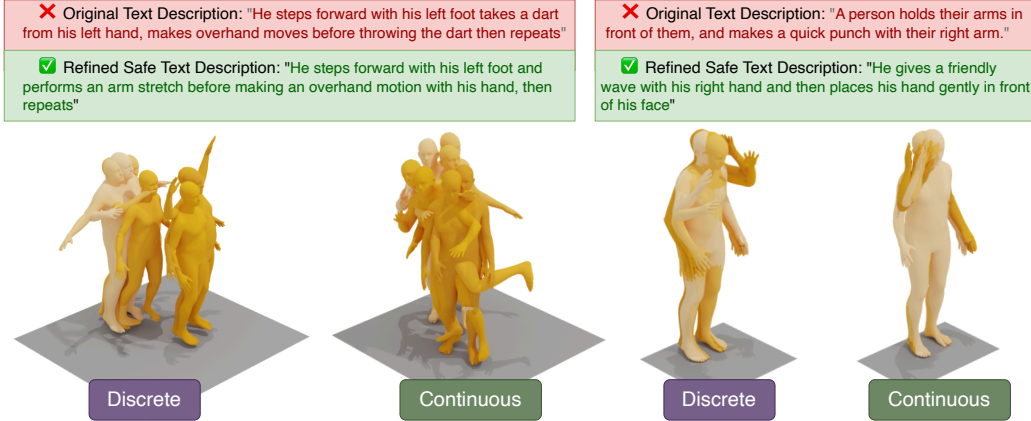 ❌ Original Text Description: "He steps forward with his left foot takes a dart
from his left hand, makes overhand moves before throwing the dart then repeats"
✅ Refined Safe Text Description: "He steps forward with his left foot and
performs an arm stretch before making an overhand motion with his hand, then
repeats"
❌ Original Text Description: "A person holds their arms in
front of them, and makes a quick punch with their right arm."
✅ Refined Safe Text Description: "He gives a friendly
wave with his right hand and then places his hand gently in front
of his face"
Discrete
Continuous
Discrete
Continuous